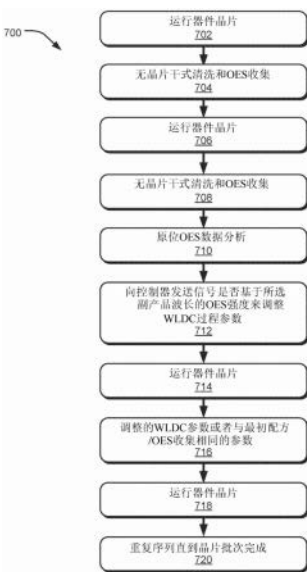 700
运行器件晶片
702
无晶片干式清洗和OES收集
704
运行器件晶片
706
无晶片干式清洗和OES收集
708
原位OES数据分析
710
向控制器发送信号是否基于所选
副产品波长的OES强度来调整
WLDC过程参数
712
运行器件晶片
714
调整的WLDC参数或者与最初配方
/OES收集相同的参数
716
运行器件晶片
718
重复序列直到晶片批次完成
720